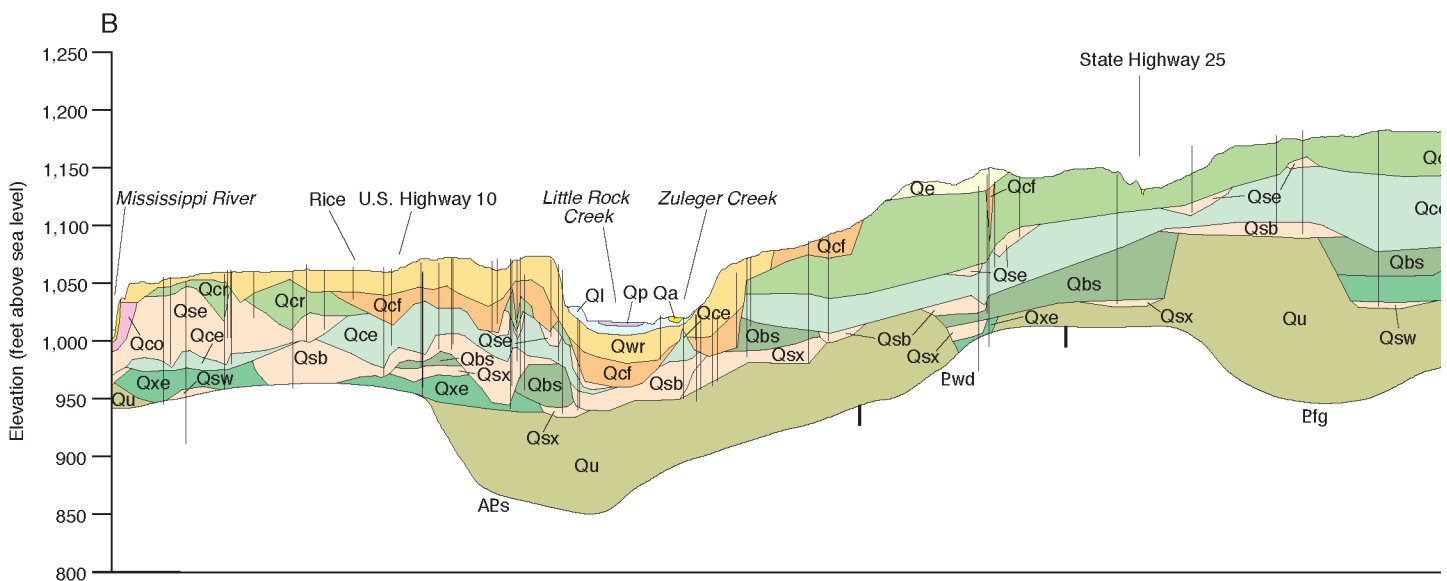 B
1,250
1,200
1,150
1,100
1,050
1,000
950
900
850
800
Elevation (feet above sea level)
State Highway 25
Mississippi River
Rice
U.S. Highway 10
Little Rock
Creek
Zuleger Creek
Qe
Qcf
Qcf
Qse
Qc
Qce
Qsb
Qbs
Qbs
Qse
Ql
Qp
Qa
Qcr
Qcr
Qcf
Qse
Qco
Qce
Qce
Qse
Qce
Qwr
Qcf
Qsb
Qbs
Qsx
Qsb
Qsx
Qxe
Qsx
Qu
Qsw
Qsb
Qbs
Qsx
Qxe
Qsw
Qxe
Qbs
Qu
Qsx
Qu